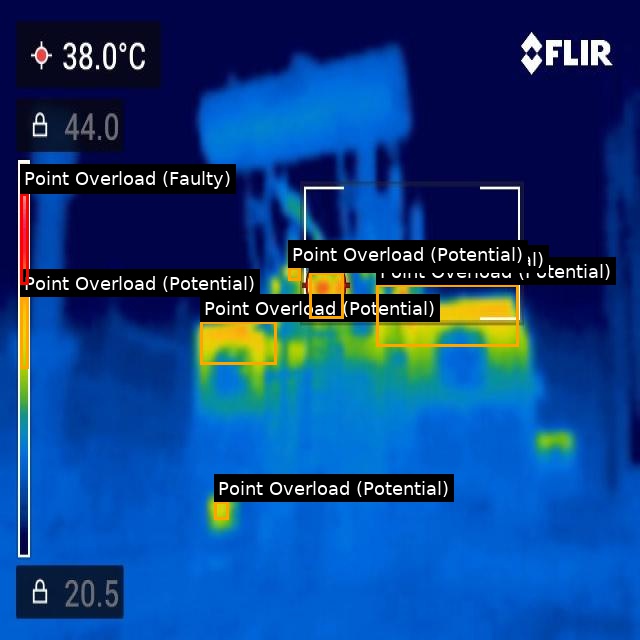 38.0°C
FLIR
44.0
Point Overload (Faulty)
Point Overload (Potential)
al)
Point Overload (Potential)
Point Overload (Potential)
Point Overload (Potential)
Point Overload (Potential)
20.5